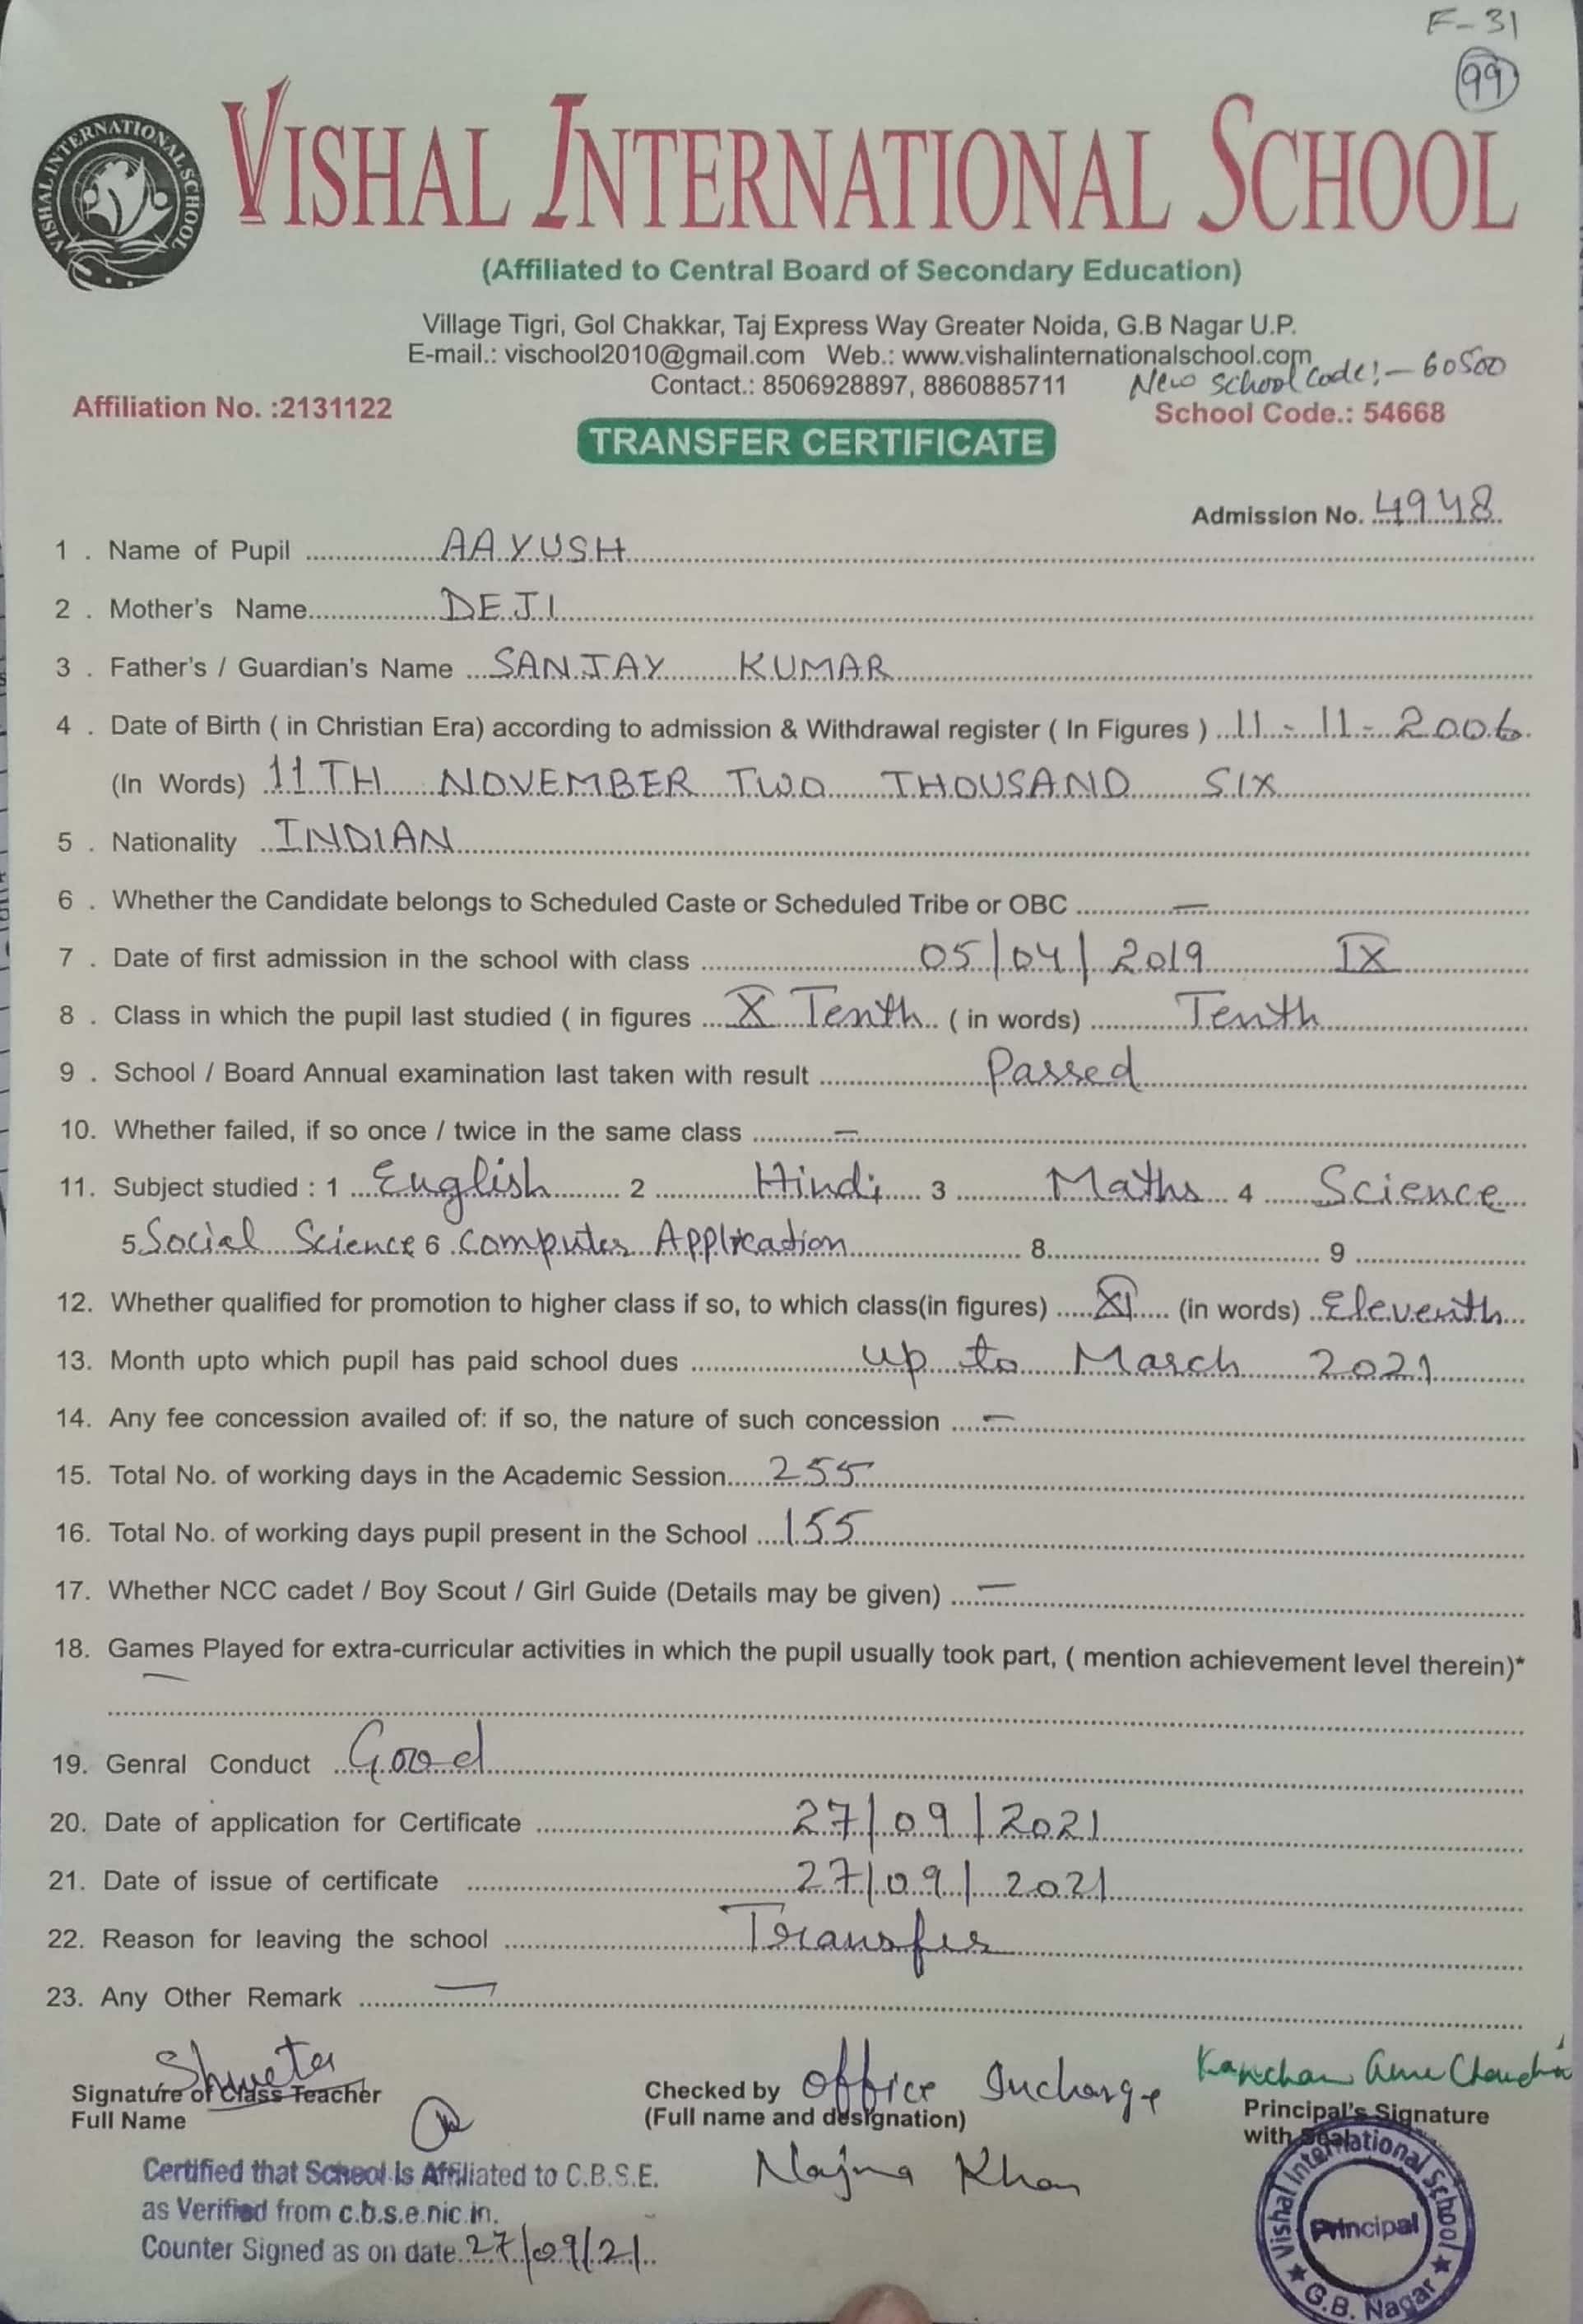 F-31
99
VISHAL INTERNATIONAL SCHOOL
VISHAL INTERNATIONAL SCHOOL
(Affiliated to Central Board of Secondary Education)
Village Tigri, Gol Chakkar, Taj Express Way Greater Noida, G.B Nagar U.P.
E-mail.: vischool2010@gmail.com Web.: www.vishalinternationalschool.com
Contact.: 8506928897, 8860885711 New School Code:- 60500
Affiliation No. :2131122 School Code.: 54668
TRANSFER CERTIFICATE
Admission No. 4948
1 . Name of Pupil AAYUSH
2 . Mother's Name DEJI
3 . Father's / Guardian's Name SANJAY KUMAR
4 . Date of Birth ( in Christian Era) according to admission & Withdrawal register ( In Figures ) 11-11-2006
(In Words) 11TH NOVEMBER TWO THOUSAND SIX
5 . Nationality INDIAN
6 . Whether the Candidate belongs to Scheduled Caste or Scheduled Tribe or OBC —
7 . Date of first admission in the school with class 05/04/2019 IX
8 . Class in which the pupil last studied ( in figures X Tenth ( in words) Tenth
9 . School / Board Annual examination last taken with result Passed
10. Whether failed, if so once / twice in the same class —
11. Subject studied : 1 English 2 Hindi 3 Maths 4 Science
5 Social Science 6 Computer Application 8 9
12. Whether qualified for promotion to higher class if so, to which class(in figures) XI (in words) Eleventh
13. Month upto which pupil has paid school dues up to March 2021
14. Any fee concession availed of: if so, the nature of such concession —
15. Total No. of working days in the Academic Session 255
16. Total No. of working days pupil present in the School 155
17. Whether NCC cadet / Boy Scout / Girl Guide (Details may be given) —
18. Games Played for extra-curricular activities in which the pupil usually took part, ( mention achievement level therein)*
—
19. Genral Conduct Good
20. Date of application for Certificate 27/09/2021
21. Date of issue of certificate 27/09/2021
22. Reason for leaving the school Transfer
23. Any Other Remark —
Shweta
Signature of Class Teacher
Full Name
Checked by Office Incharge
(Full name and designation)
Najma Khan
Kanchan
Principal's Signature
with Seal
Certified that School is Affiliated to C.B.S.E.
as Verified from c.b.s.e.nic.in.
Counter Signed as on date 27/09/21
Vishal International School
Principal
G.B. Nagar